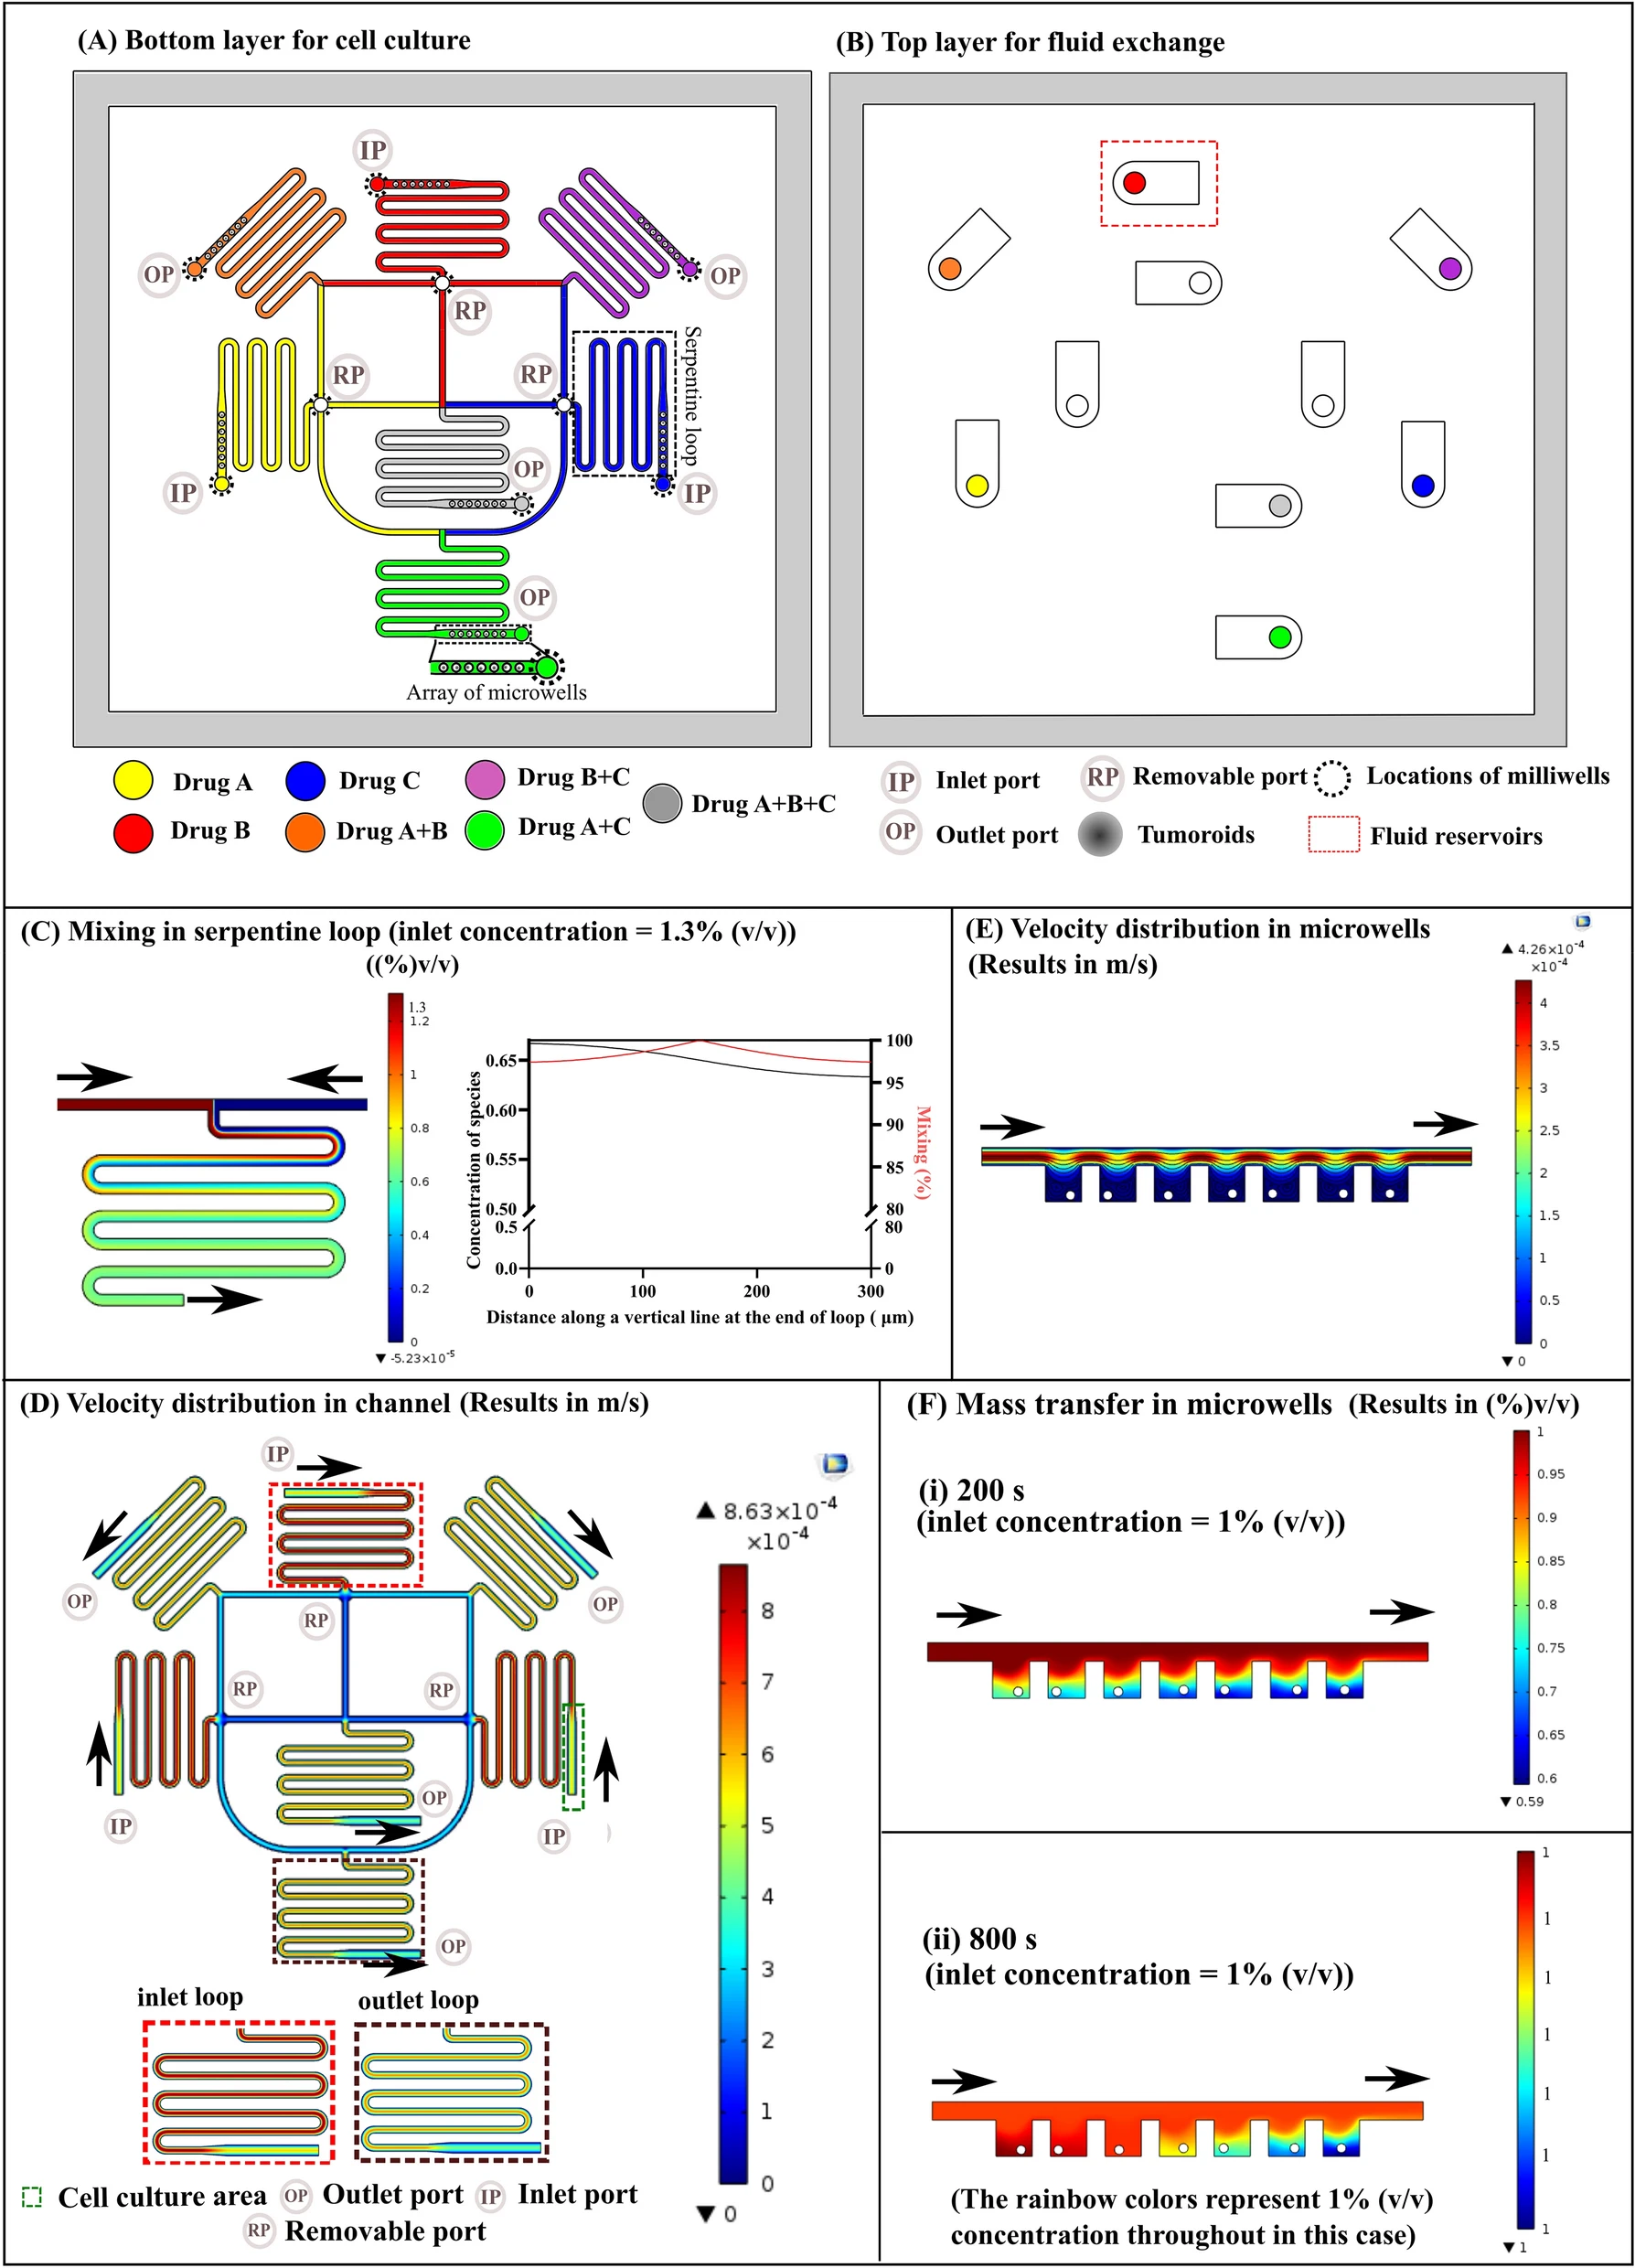 (A) Bottom layer for cell culture
(B) Top layer for fluid exchange
IP
OP
OP
RP
RP
RP
Serpentine loop
IP
OP
IP
OP
Array of microwells
Drug A
Drug C
Drug B+C
Drug A+B+C
Drug B
Drug A+B
Drug A+C
IP Inlet port
RP Removable port
Locations of milliwells
OP Outlet port
Tumoroids
Fluid reservoirs
(C) Mixing in serpentine loop (inlet concentration = 1.3% (v/v))
((%)v/v)
1.3
1.2
1
0.8
0.6
0.4
0.2
0
▼ -5.23×10⁻⁵
Concentration of species
0.65
0.60
0.55
0.50
0.5
0.0
100
95
90
85
80
80
0
Mixing (%)
0 100 200 300
Distance along a vertical line at the end of loop ( μm)
(E) Velocity distribution in microwells
(Results in m/s)
▲ 4.26×10⁻⁴
×10⁻⁴
4
3.5
3
2.5
2
1.5
1
0.5
0
▼ 0
(D) Velocity distribution in channel (Results in m/s)
IP
OP
OP
RP
RP
RP
OP
IP
IP
OP
▲ 8.63×10⁻⁴
×10⁻⁴
8
7
6
5
4
3
2
1
0
▼ 0
inlet loop
outlet loop
Cell culture area
OP Outlet port
IP Inlet port
RP Removable port
(F) Mass transfer in microwells (Results in (%)v/v)
(i) 200 s
(inlet concentration = 1% (v/v))
1
0.95
0.9
0.85
0.8
0.75
0.7
0.65
0.6
▼ 0.59
(ii) 800 s
(inlet concentration = 1% (v/v))
1
1
1
1
1
1
1
▼ 1
(The rainbow colors represent 1% (v/v)
concentration throughout in this case)